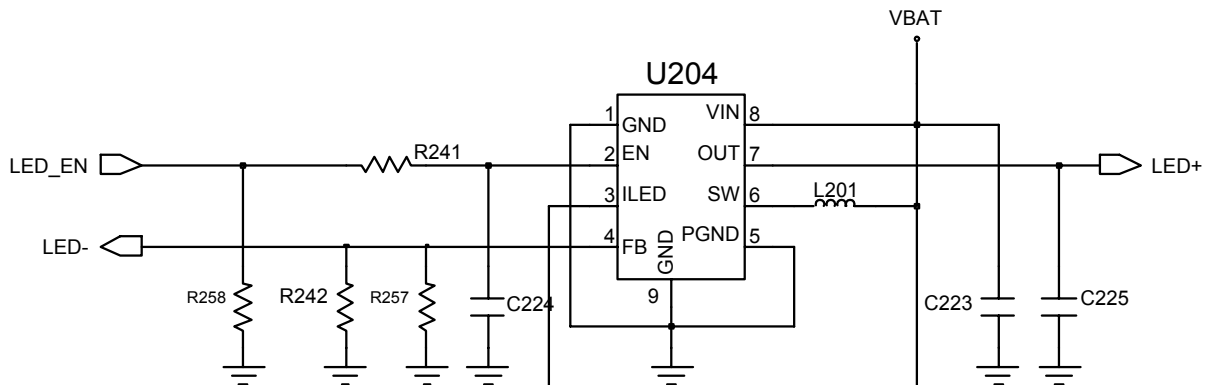 VBAT
U204
1 GND VIN 8
LED_EN R241 2 EN OUT 7 LED+
3 ILED SW 6 L201
LED- 4 FB GND PGND 5
9
R258 R242 R257 C224 C223 C225